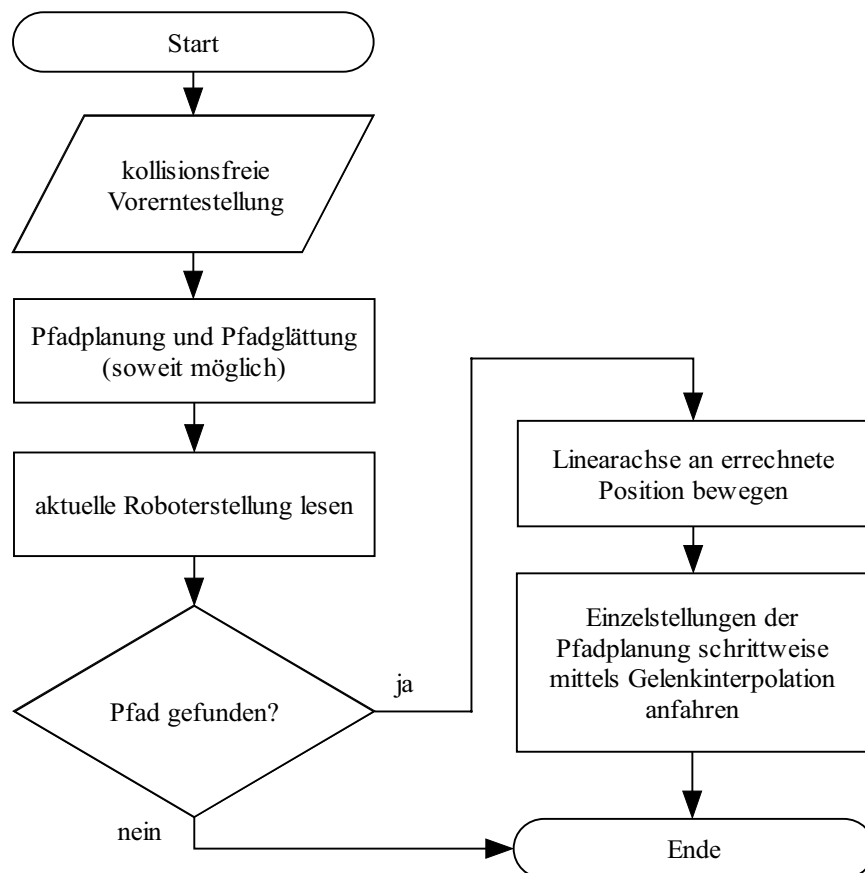 Start
kollisionsfreie
Vorerntestellung
Pfadplanung und Pfadglättung
(soweit möglich)
aktuelle Roboterstellung lesen
Pfad gefunden?
ja
nein
Linearachse an errechnete
Position bewegen
Einzelstellungen der
Pfadplanung schrittweise
mittels Gelenkinterpolation
anfahren
Ende